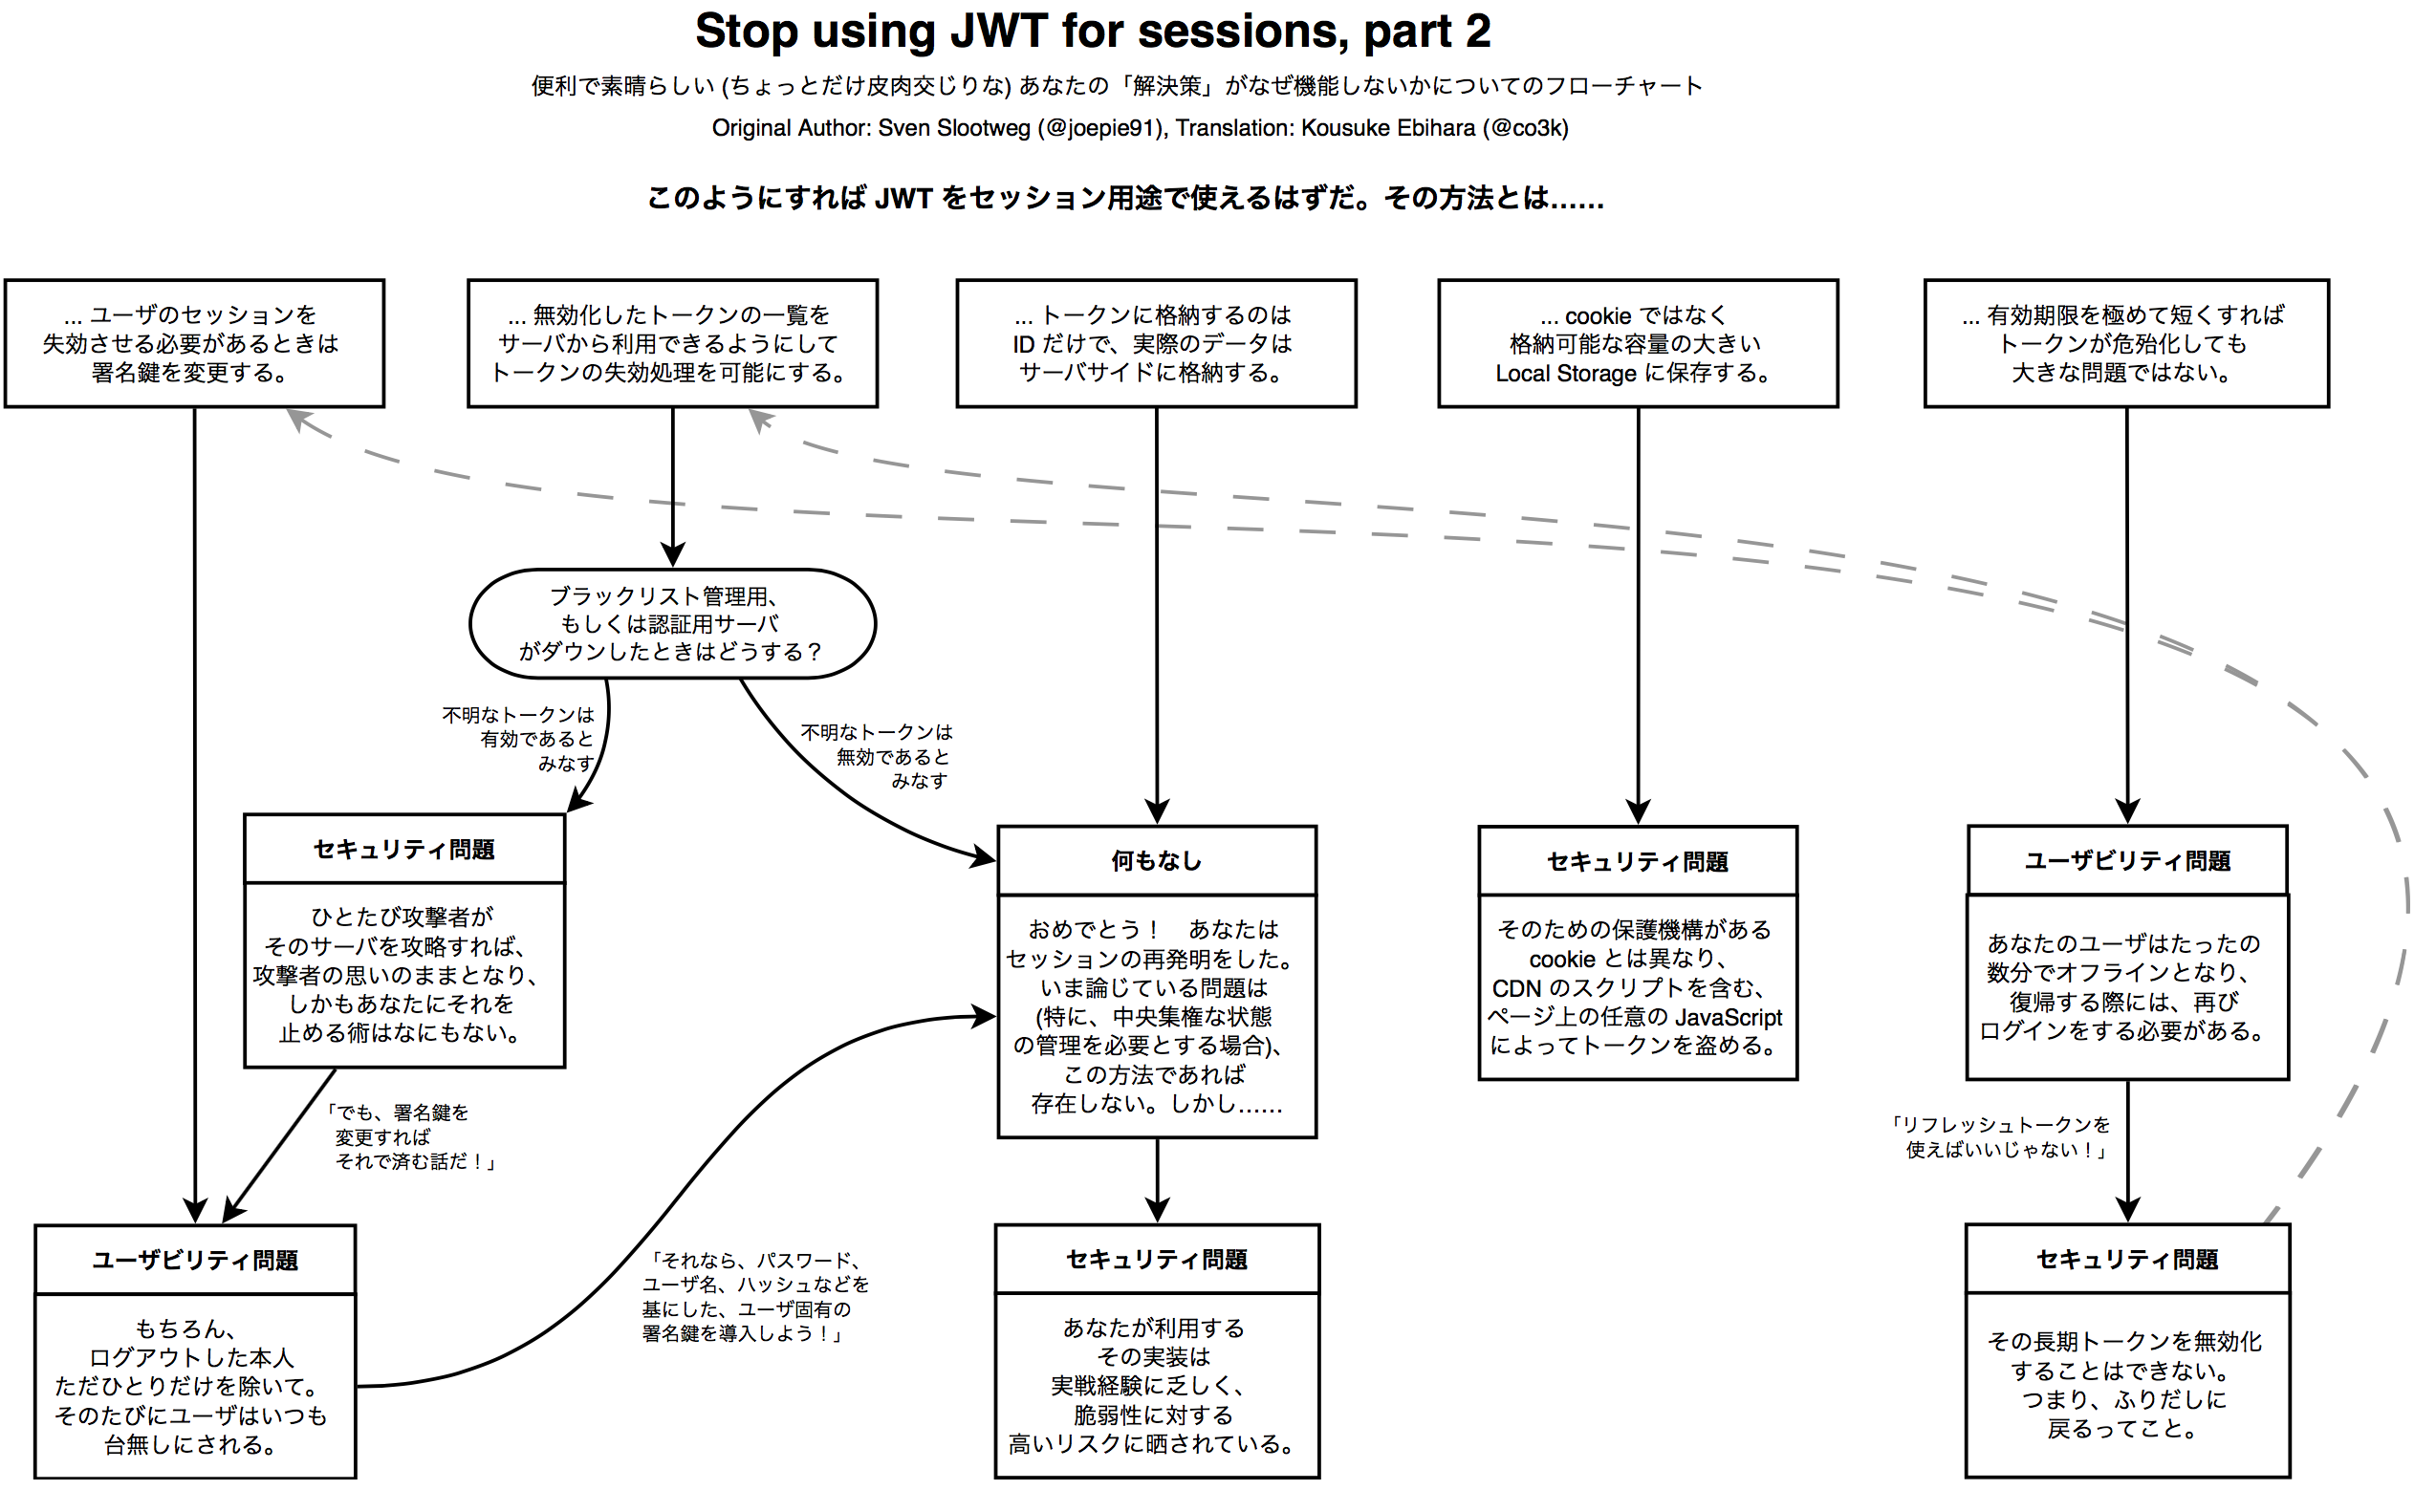 Stop using JWT for sessions, part 2
便利で素晴らしい (ちょっとだけ皮肉交じりな) あなたの「解決策」がなぜ機能しないかについてのフローチャート
Original Author: Sven Slootweg (@joepie91), Translation: Kousuke Ebihara (@co3k)
このようにすれば JWT をセッション用途で使えるはずだ。その方法とは......
... ユーザのセッションを
失効させる必要があるときは
署名鍵を変更する。
... 無効化したトークンの一覧を
サーバから利用できるようにして
トークンの失効処理を可能にする。
... トークンに格納するのは
ID だけで、実際のデータは
サーバサイドに格納する。
... cookie ではなく
格納可能な容量の大きい
Local Storage に保存する。
... 有効期限を極めて短くすれば
トークンが危殆化しても
大きな問題ではない。
ブラックリスト管理用、
もしくは認証用サーバ
がダウンしたときはどうする？
不明なトークンは
有効であると
みなす
不明なトークンは
無効であると
みなす
セキュリティ問題
ひとたび攻撃者が
そのサーバを攻略すれば、
攻撃者の思いのままとなり、
しかもあなたにそれを
止める術はなにもない。
何もなし
おめでとう！　あなたは
セッションの再発明をした。
いま論じている問題は
(特に、中央集権な状態
の管理を必要とする場合)、
この方法であれば
存在しない。しかし......
セキュリティ問題
そのための保護機構がある
cookie とは異なり、
CDN のスクリプトを含む、
ページ上の任意の JavaScript
によってトークンを盗める。
ユーザビリティ問題
あなたのユーザはたったの
数分でオフラインとなり、
復帰する際には、再び
ログインをする必要がある。
「でも、署名鍵を
変更すれば
それで済む話だ！」
「リフレッシュトークンを
使えばいいじゃない！」
ユーザビリティ問題
もちろん、
ログアウトした本人
ただひとりだけを除いて。
そのたびにユーザはいつも
台無しにされる。
「それなら、パスワード、
ユーザ名、ハッシュなどを
基にした、ユーザ固有の
署名鍵を導入しよう！」
セキュリティ問題
あなたが利用する
その実装は
実戦経験に乏しく、
脆弱性に対する
高いリスクに晒されている。
セキュリティ問題
その長期トークンを無効化
することはできない。
つまり、ふりだしに
戻るってこと。